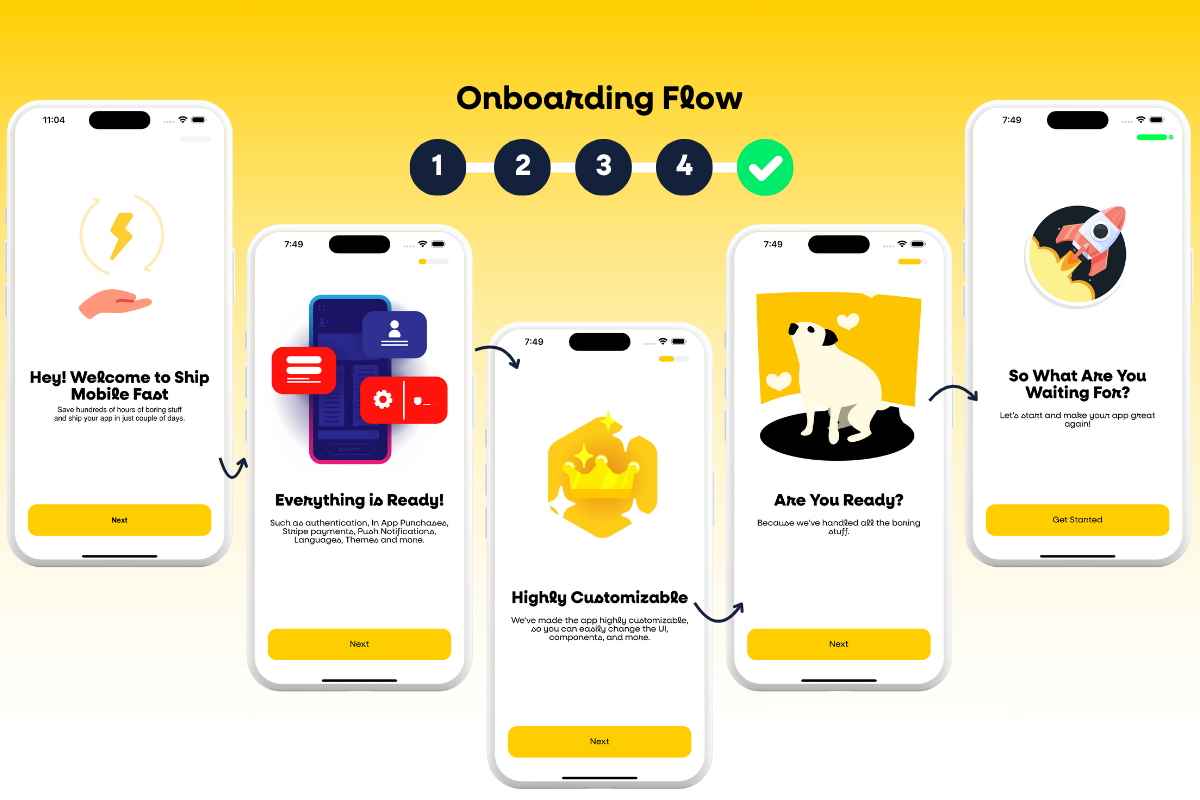 Onboarding Flow
1 2 3 4
11:04
Hey! Welcome to Ship
Mobile Fast
Save hundreds of hours of boring stuff
and ship your app in just couple of days.
Next
7:49
Everything is Ready!
Such as authentication, In App Purchases,
Stripe payments, Push Notifications,
Languages, Themes and more.
Next
7:49
Highly Customizable
We've made the app highly customizable,
so you can easily change the UI,
components, and more.
Next
7:49
Are You Ready?
Because we've handled all the boring
stuff.
Next
7:49
So What Are You
Waiting For?
Let's start and make your app great
again!
Get Started